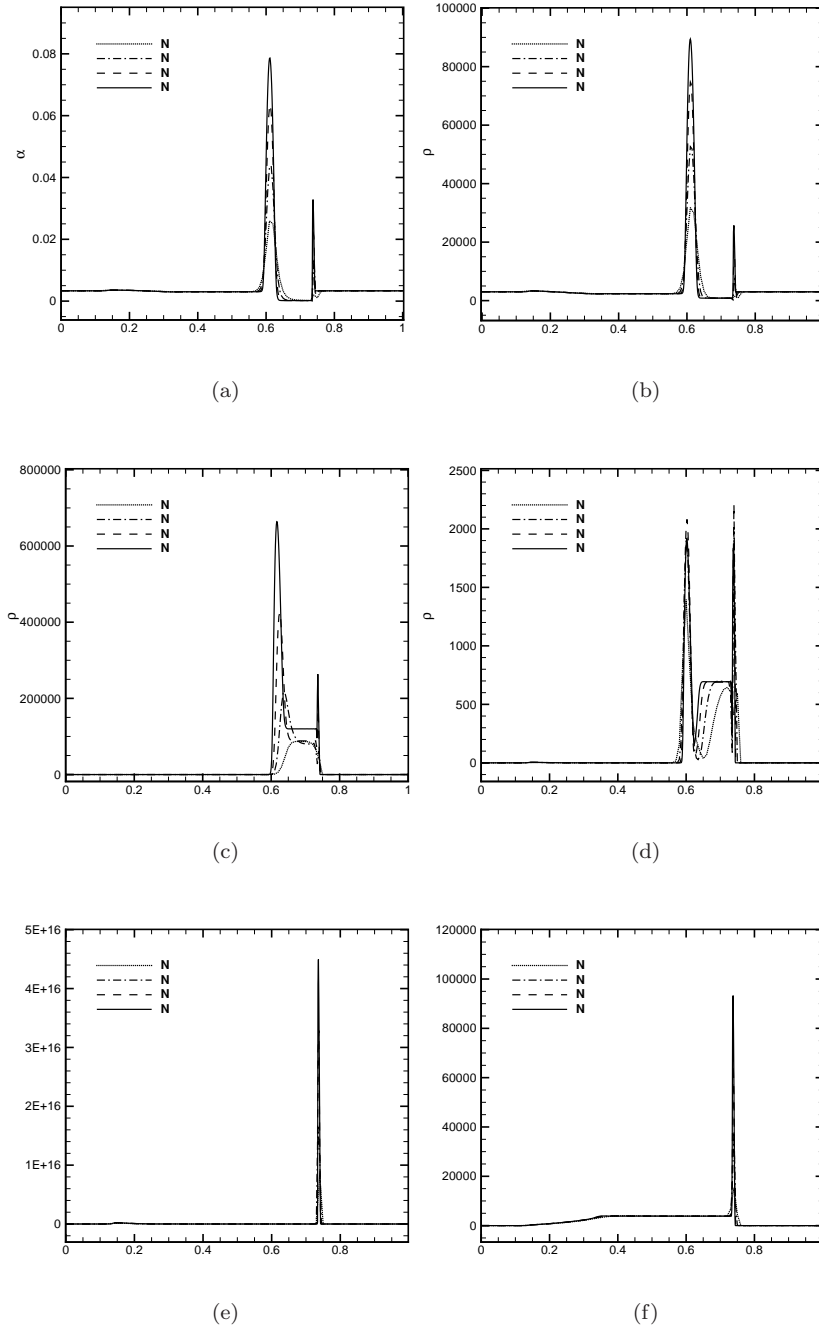 α
0.08
0.06
0.04
0.02
0
N
N
N
N
0 0.2 0.4 0.6 0.8 1
(a)
ρ
100000
80000
60000
40000
20000
0
N
N
N
N
0 0.2 0.4 0.6 0.8
(b)
ρ
800000
600000
400000
200000
0
N
N
N
N
0 0.2 0.4 0.6 0.8 1
(c)
ρ
2500
2000
1500
1000
500
0
N
N
N
N
0 0.2 0.4 0.6 0.8
(d)
5E+16
4E+16
3E+16
2E+16
1E+16
0
N
N
N
N
0 0.2 0.4 0.6 0.8
(e)
120000
100000
80000
60000
40000
20000
0
N
N
N
N
0 0.2 0.4 0.6 0.8
(f)